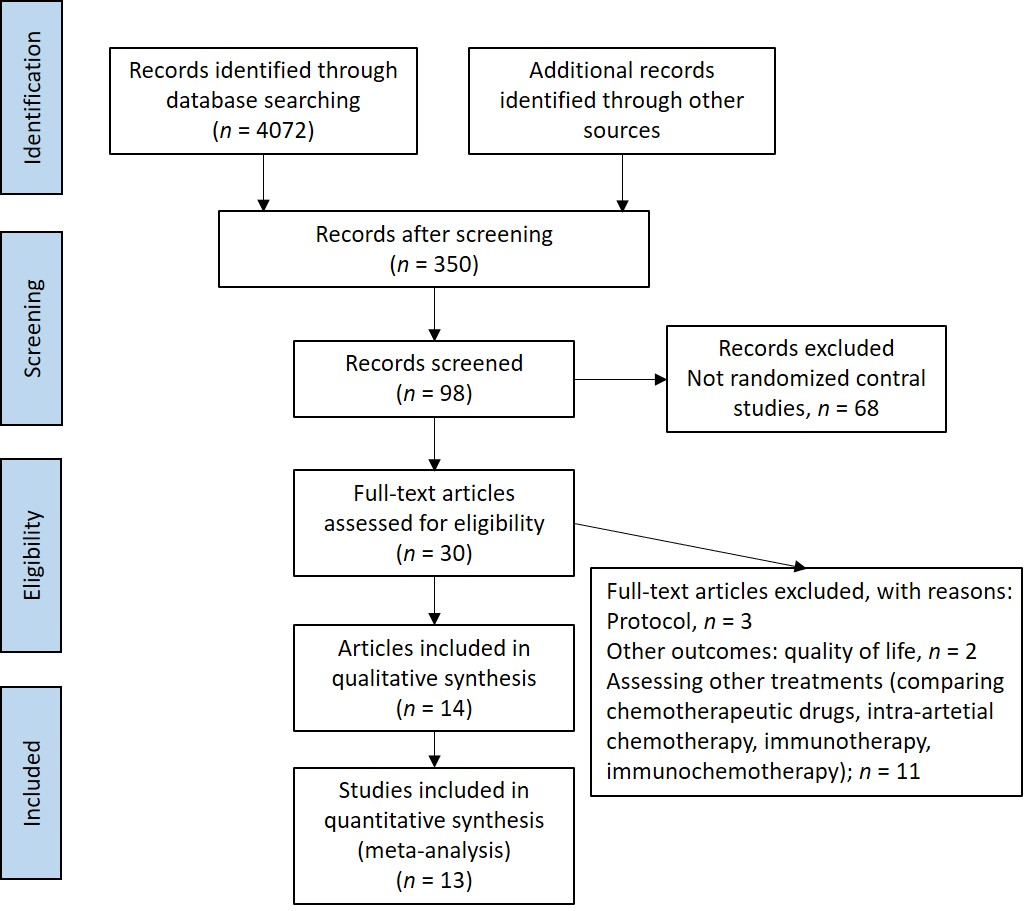 Identification
Records identified through
database searching
(n = 4072)
Additional records
identified through other
sources
Screening
Records after screening
(n = 350)
Records screened
(n = 98)
Records excluded
Not randomized contral
studies, n = 68
Eligibility
Full-text articles
assessed for eligibility
(n = 30)
Full-text articles excluded, with reasons:
Protocol, n = 3
Other outcomes: quality of life, n = 2
Assessing other treatments (comparing
chemotherapeutic drugs, intra-artetial
chemotherapy, immunotherapy,
immunochemotherapy); n = 11
Articles included in
qualitative synthesis
(n = 14)
Included
Studies included in
quantitative synthesis
(meta-analysis)
(n = 13)